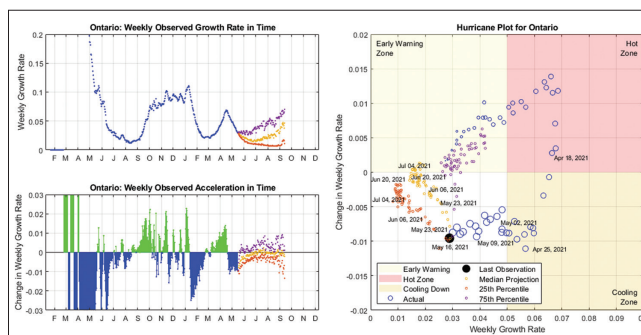 Ontario: Weekly Observed Growth Rate in Time
Weekly Growth Rate
0.2
0.15
0.1
0.05
0
F M A M J J A S O N D J F M A M J J A S O N D
Ontario: Weekly Observed Acceleration in Time
Change in Weekly Growth Rate
0.03
0.02
0.01
0
-0.01
-0.02
-0.03
F M A M J J A S O N D J F M A M J J A S O N D
Hurricane Plot for Ontario
Change in Weekly Growth Rate
0.02
0.015
0.01
0.005
0
-0.005
-0.01
-0.015
-0.02
Early Warning
Zone
Hot
Zone
Apr 18, 2021
Jul 04, 2021
Jun 20, 2021
Jun 20, 2021
Jun 06, 2021
Jul 04, 2021
May 23, 2021
Jun 06, 2021
May 23, 2021
May 02, 2021
May 16, 2021
May 09, 2021
Apr 25, 2021
Early Warning
Hot Zone
Cooling Down
Actual
Last Observation
Median Projection
25th Percentile
75th Percentile
Cooling
Zone
0 0.01 0.02 0.03 0.04 0.05 0.06 0.07 0.08 0.09 0.1
Weekly Growth Rate